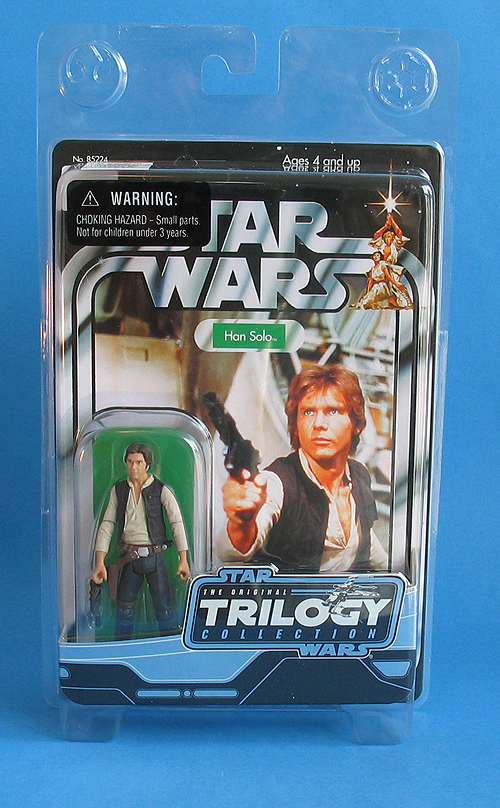 No. 85224
Ages 4 and up
WARNING:
CHOKING HAZARD – Small parts.
Not for children under 3 years.
STAR
WARS
Han Solo™
STAR
THE ORIGINAL
TRILOGY
COLLECTION
WARS®